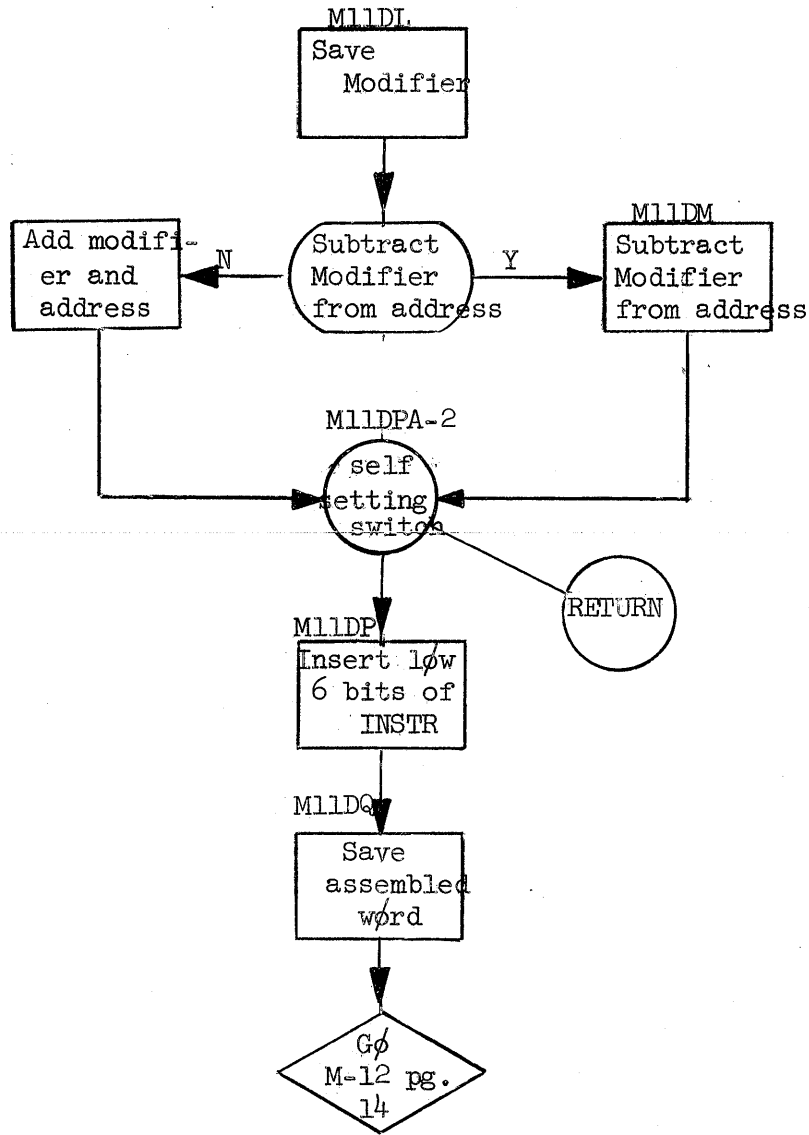 M11DL
Save
Modifier
Add modifi-
er and
address
N
Subtract
Modifier
from address
Y
M11DM
Subtract
Modifier
from address
M11DPA-2
self
setting
switch
RETURN
M11DP
Insert løw
6 bits of
INSTR
M11DQ
Save
assembled
wørd
Gø
M-12 pg.
14